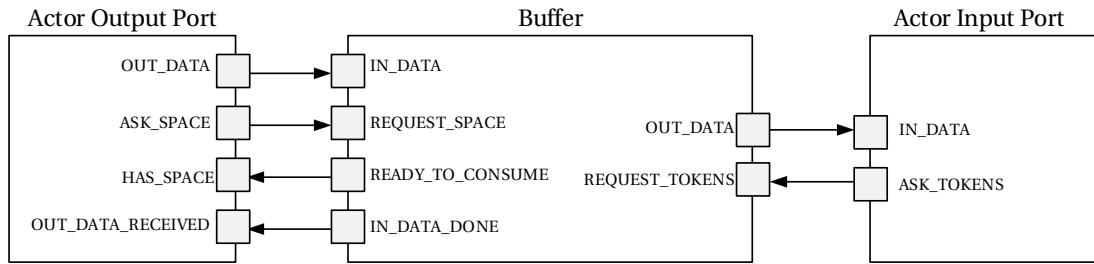 Actor Output Port
Buffer
Actor Input Port
OUT_DATA
IN_DATA
ASK_SPACE
REQUEST_SPACE
HAS_SPACE
READY_TO_CONSUME
OUT_DATA_RECEIVED
IN_DATA_DONE
OUT_DATA
IN_DATA
REQUEST_TOKENS
ASK_TOKENS